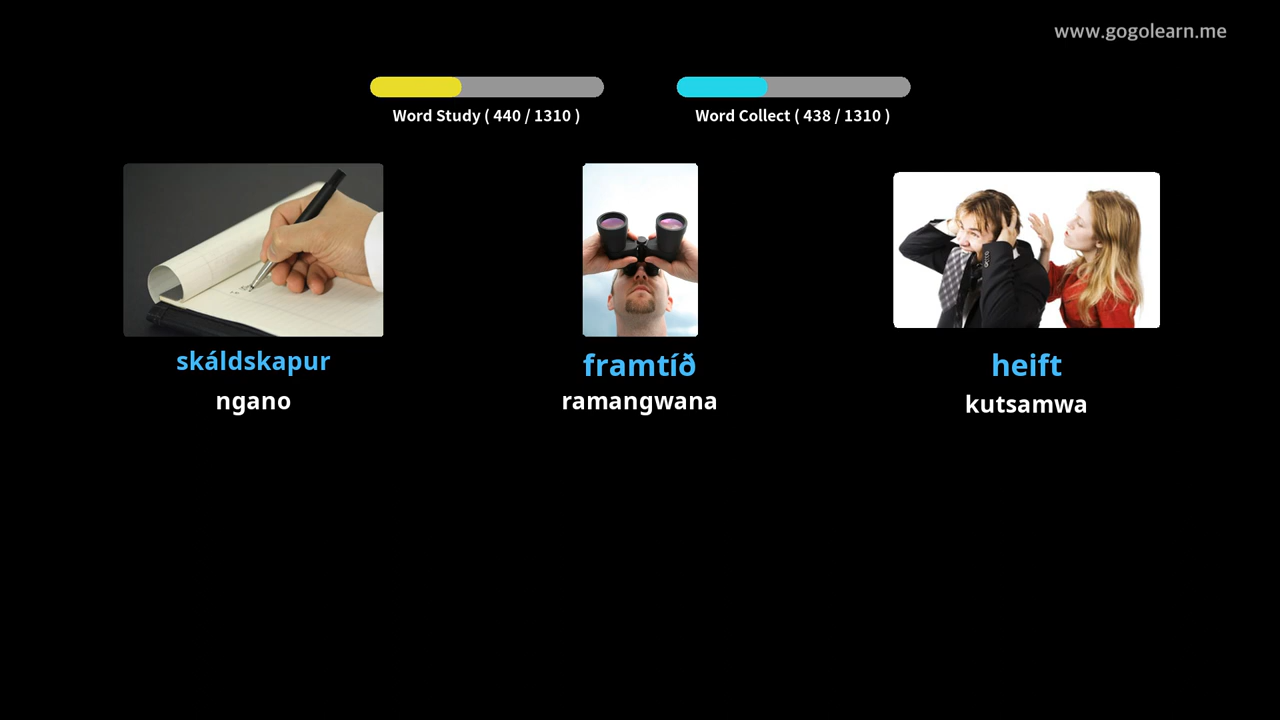 www.gogolearn.me
Word Study ( 440 / 1310 )
Word Collect ( 438 / 1310 )
skáldskapur
ngano
framtíð
ramangwana
heift
kutsamwa